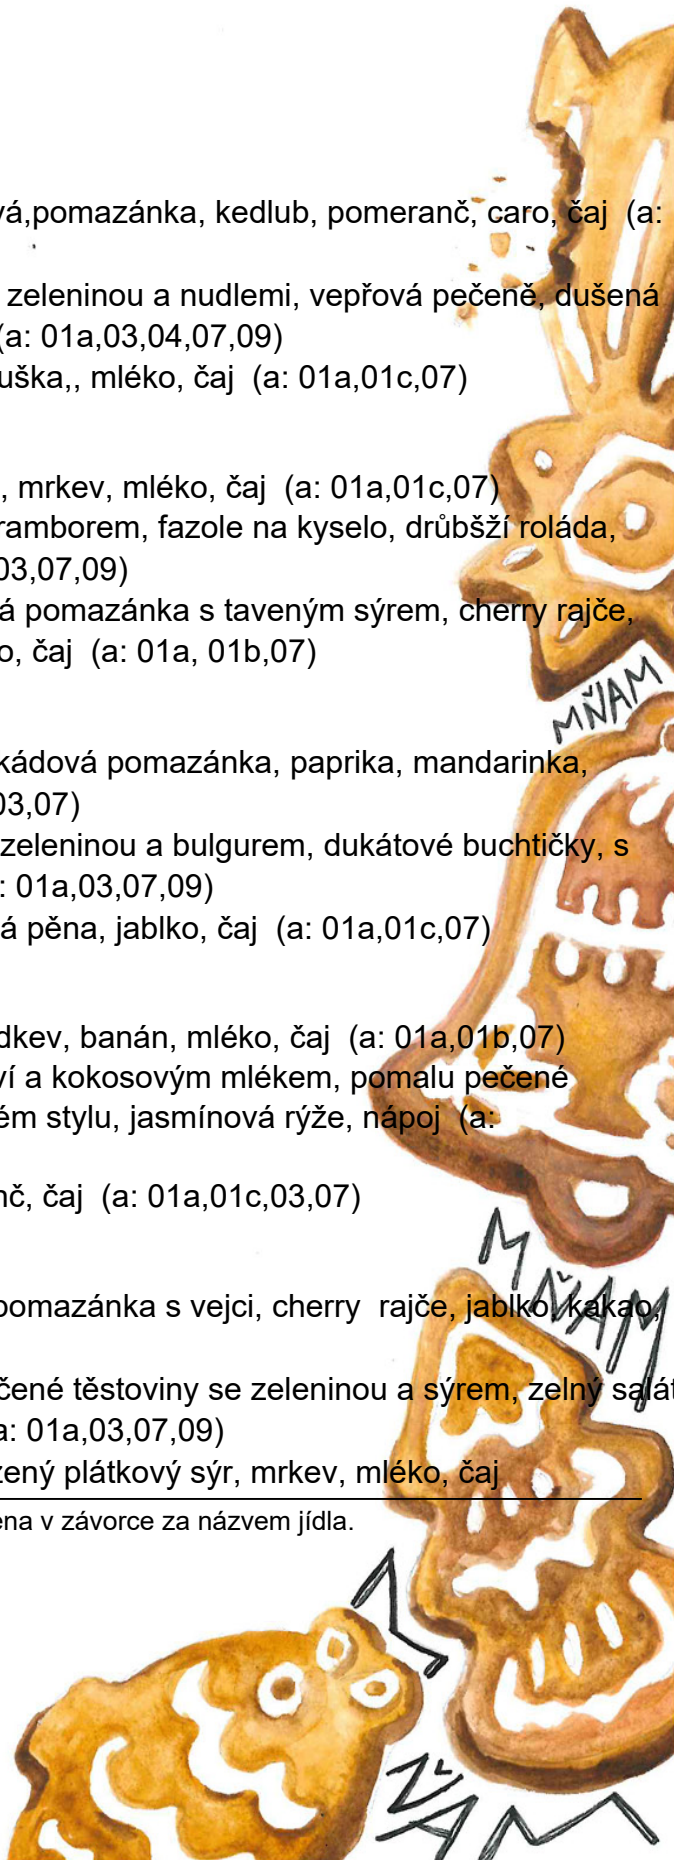 vá,pomazánka, kedlub, pomeranč, caro, čaj  (a:
zeleninou a nudlemi, vepřová pečeně, dušená
(a: 01a,03,04,07,09)
uška,, mléko, čaj  (a: 01a,01c,07)
, mrkev, mléko, čaj  (a: 01a,01c,07)
ramborem, fazole na kyselo, drůbšží roláda,
03,07,09)
á pomazánka s taveným sýrem, cherry rajče,
o, čaj  (a: 01a, 01b,07)
MŇAM
kádová pomazánka, paprika, mandarinka,
03,07)
zeleninou a bulgurem, dukátové buchtičky, s
: 01a,03,07,09)
á pěna, jablko, čaj  (a: 01a,01c,07)
dkev, banán, mléko, čaj  (a: 01a,01b,07)
ví a kokosovým mlékem, pomalu pečené
ém stylu, jasmínová rýže, nápoj  (a:
nč, čaj  (a: 01a,01c,03,07)
MŇAM
pomazánka s vejci, cherry  rajče, jablko, kakao,
čené těstoviny se zeleninou a sýrem, zelný salát
a: 01a,03,07,09)
zený plátkový sýr, mrkev, mléko, čaj
ena v závorce za názvem jídla.
M
ŇAM